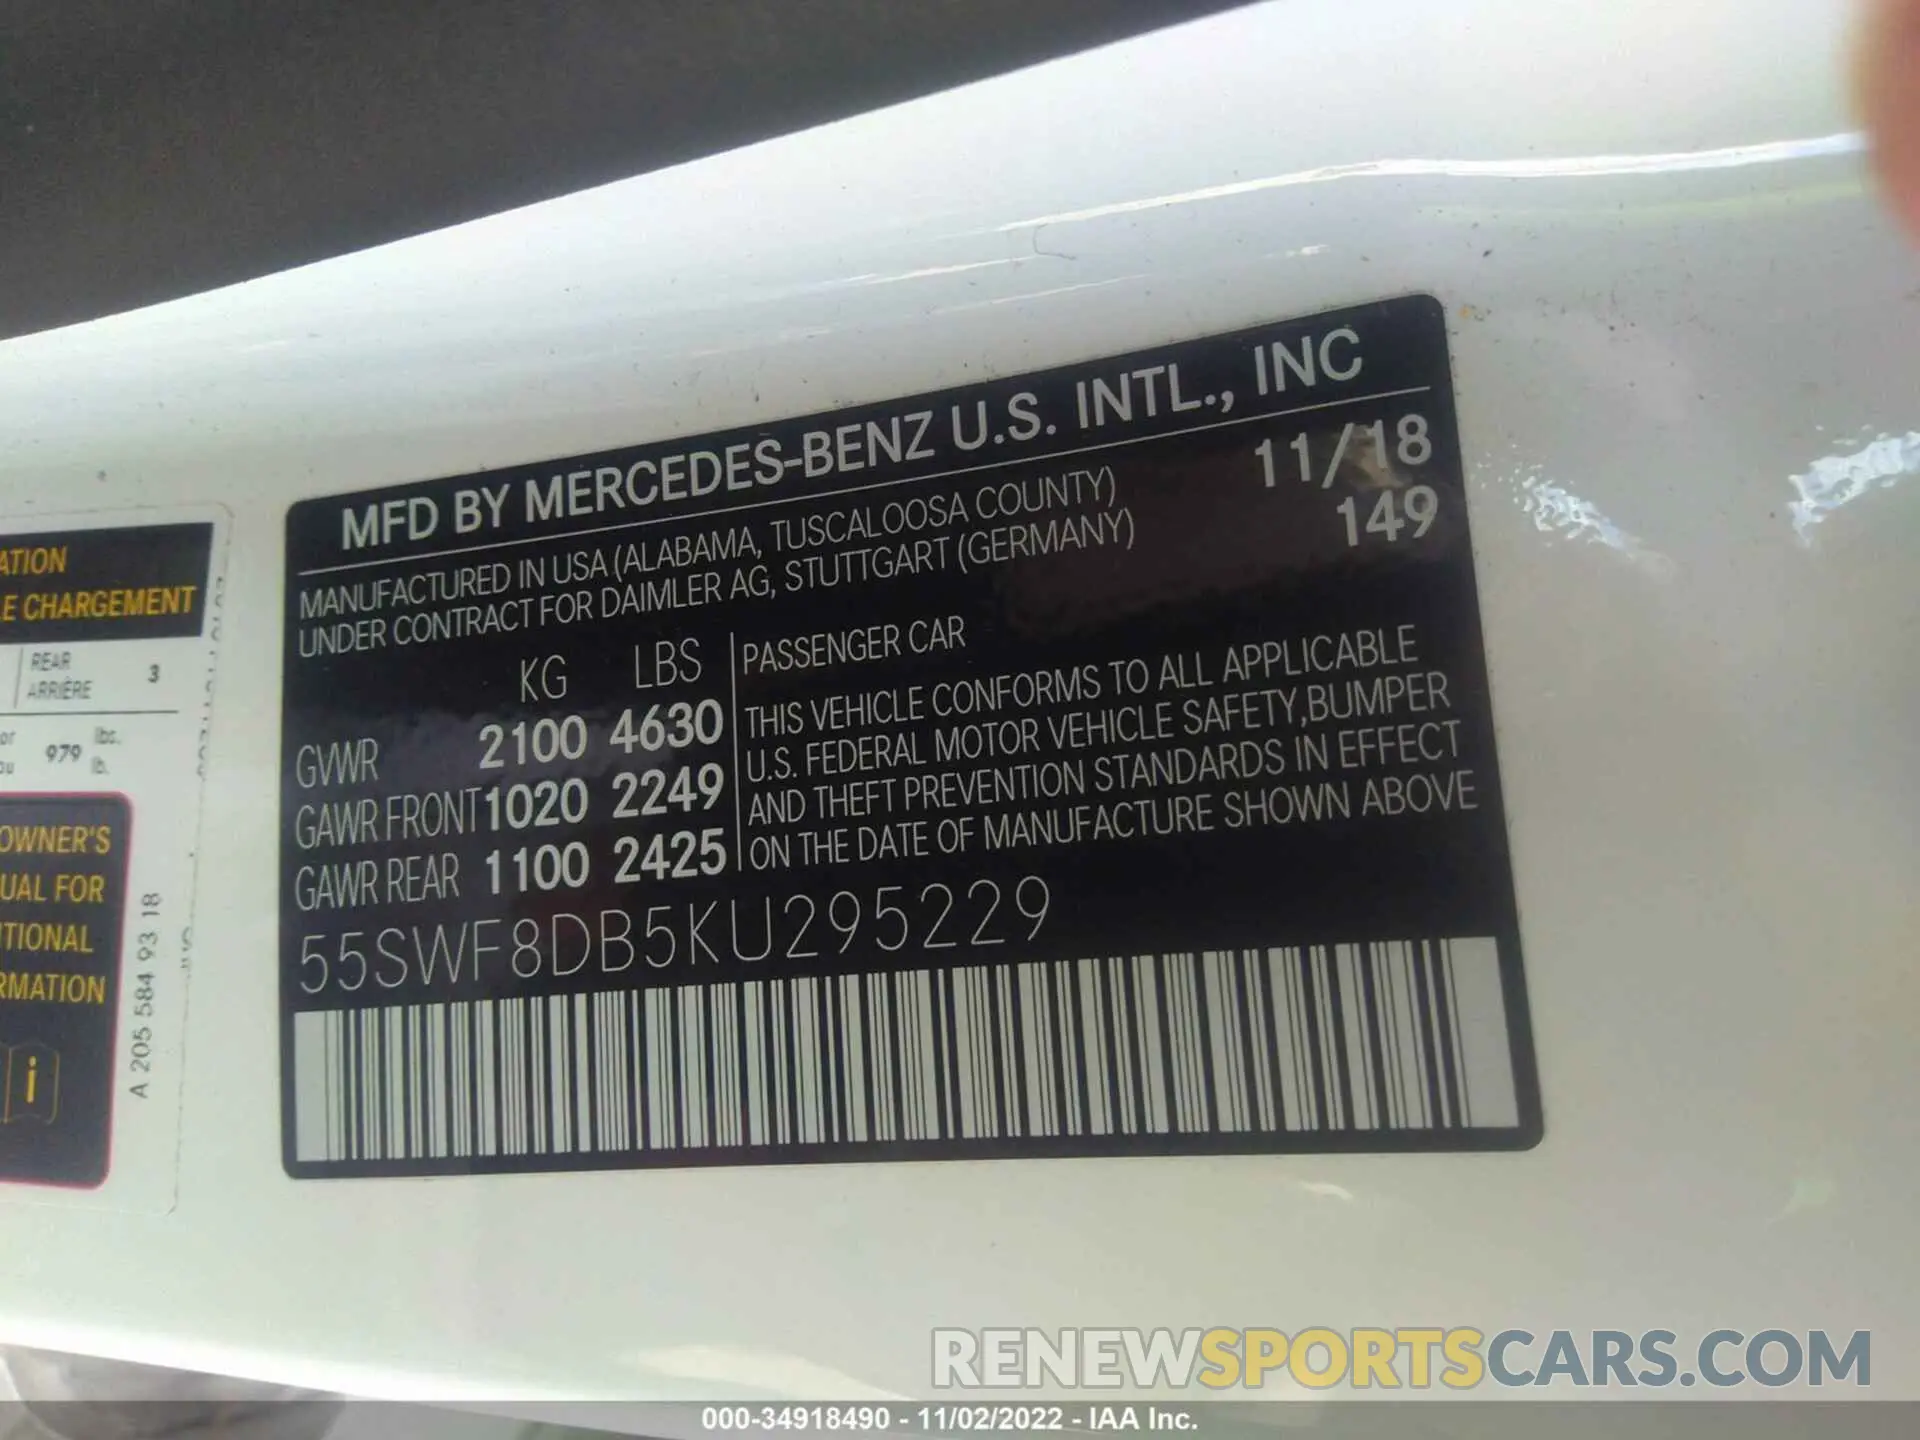 MFD BY MERCEDES-BENZ U.S. INTL., INC
MANUFACTURED IN USA (ALABAMA, TUSCALOOSA COUNTY) 11/18
UNDER CONTRACT FOR DAIMLER AG, STUTTGART (GERMANY) 149
KG LBS
GVWR 2100 4630
GAWR FRONT 1020 2249
GAWR REAR 1100 2425
PASSENGER CAR
THIS VEHICLE CONFORMS TO ALL APPLICABLE
U.S. FEDERAL MOTOR VEHICLE SAFETY,BUMPER
AND THEFT PREVENTION STANDARDS IN EFFECT
ON THE DATE OF MANUFACTURE SHOWN ABOVE
55SWF8DB5KU295229
ATION
LE CHARGEMENT
REAR
ARRIÈRE 3
or
ou 979 lbs.
lb.
OWNER'S
UAL FOR
ITIONAL
RMATION
i
A 205 584 93 18
RENEWSPORTSCARS.COM
000-34918490 - 11/02/2022 - IAA Inc.